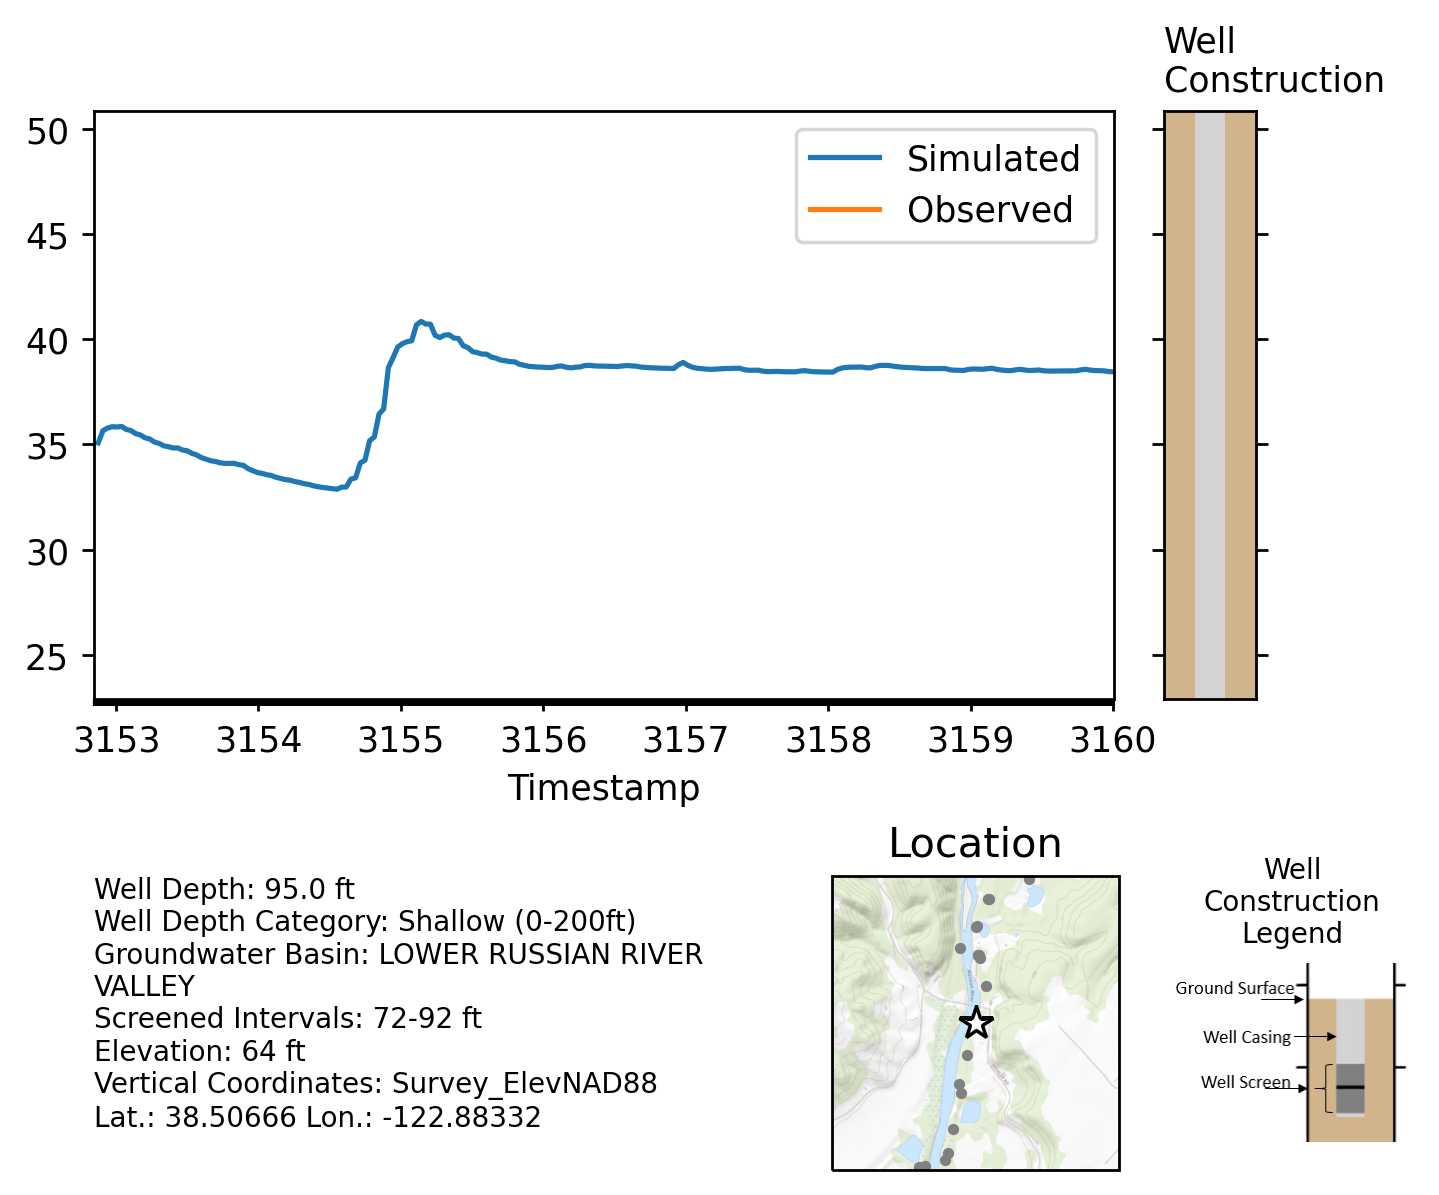 Well
Construction
50
45
40
35
30
25
Simulated
Observed
3153 3154 3155 3156 3157 3158 3159 3160
Timestamp
Well Depth: 95.0 ft
Well Depth Category: Shallow (0-200ft)
Groundwater Basin: LOWER RUSSIAN RIVER
VALLEY
Screened Intervals: 72-92 ft
Elevation: 64 ft
Vertical Coordinates: Survey_ElevNAD88
Lat.: 38.50666 Lon.: -122.88332
Location
Well
Construction
Legend
Ground Surface
Well Casing
Well Screen